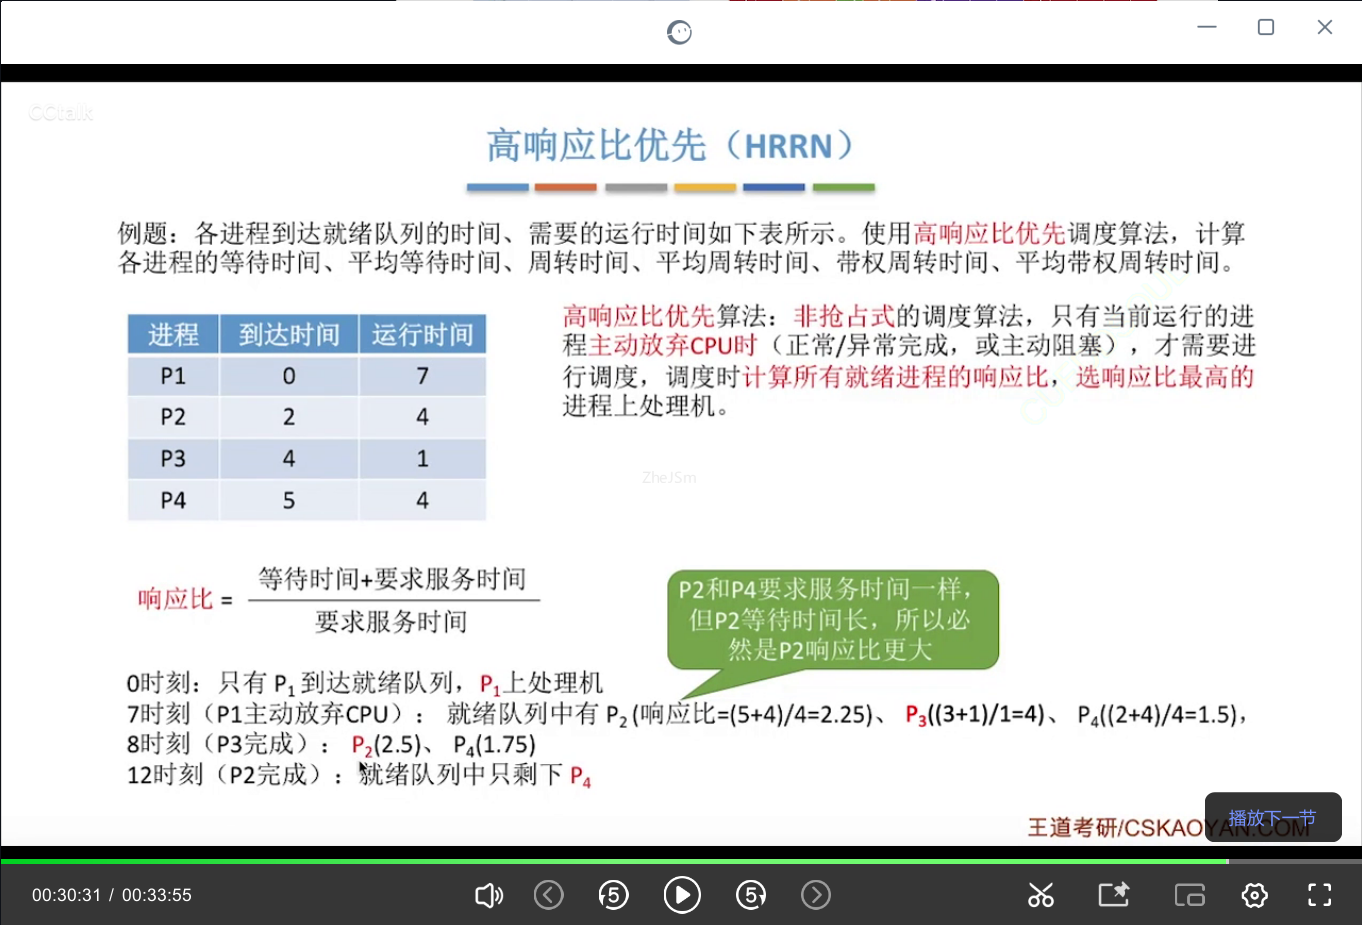 CCtalk
高响应比优先（HRRN）
例题：各进程到达就绪队列的时间、需要的运行时间如下表所示。使用高响应比优先调度算法，计算
各进程的等待时间、平均等待时间、周转时间、平均周转时间、带权周转时间、平均带权周转时间。
进程 到达时间 运行时间
P1 0 7
P2 2 4
P3 4 1
P4 5 4
高响应比优先算法：非抢占式的调度算法，只有当前运行的进
程主动放弃CPU时（正常/异常完成，或主动阻塞），才需要进
行调度，调度时计算所有就绪进程的响应比，选响应比最高的
进程上处理机。
ZheJSm
响应比 = 等待时间+要求服务时间
要求服务时间
P2和P4要求服务时间一样，
但P2等待时间长，所以必
然是P2响应比更大
0时刻：只有 P1 到达就绪队列，P1上处理机
7时刻（P1主动放弃CPU）： 就绪队列中有 P2 (响应比=(5+4)/4=2.25)、 P3((3+1)/1=4)、 P4((2+4)/4=1.5)，
8时刻（P3完成）： P2(2.5)、 P4(1.75)
12时刻（P2完成）：就绪队列中只剩下 P4
王道考研/CSKAOYAN.COM
播放下一节
00:30:31 / 00:33:55
5
5